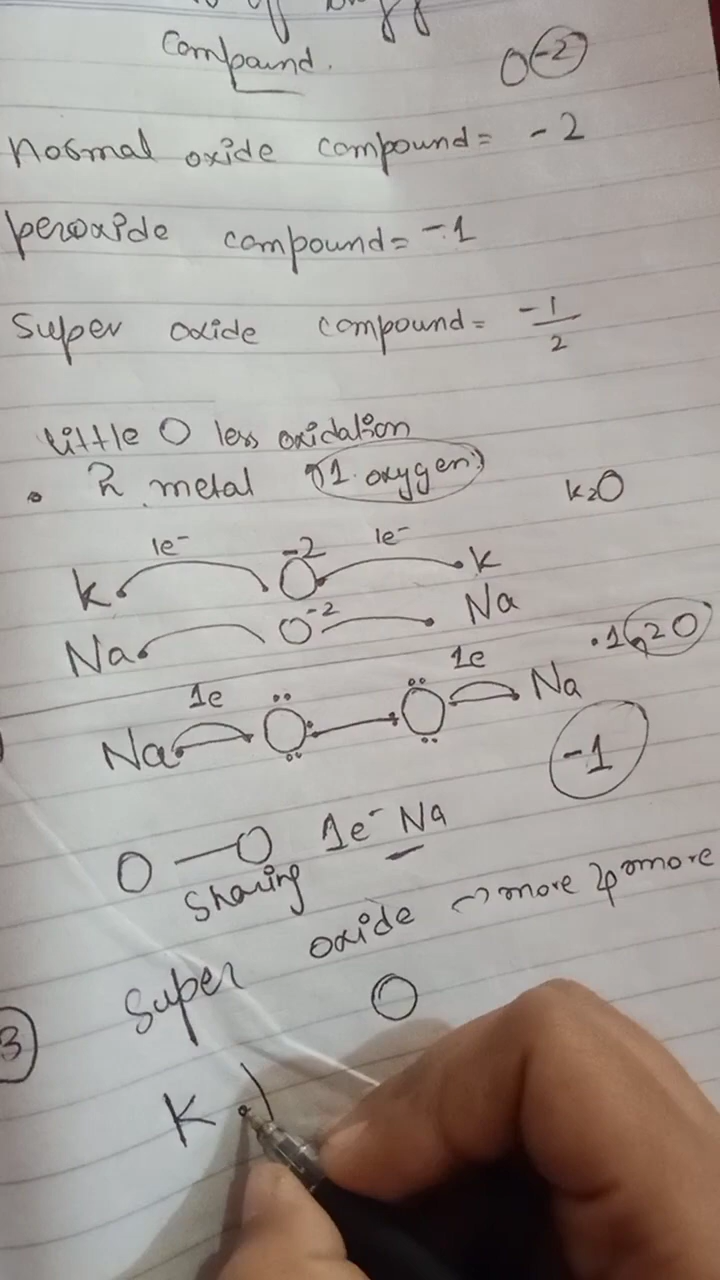 Compound. O -2
Normal oxide compound= -2
peroxide compound= -1
Super oxide compound= -1/2
little O less oxidation
• 2 metal 1 oxygen K2O
K 1e- O-2 1e- K
Na O-2 Na
Na 1e O O 1e Na .1, 2O
-1
O — O 1e- Na
Sharing
3 Super oxide more more
O
K